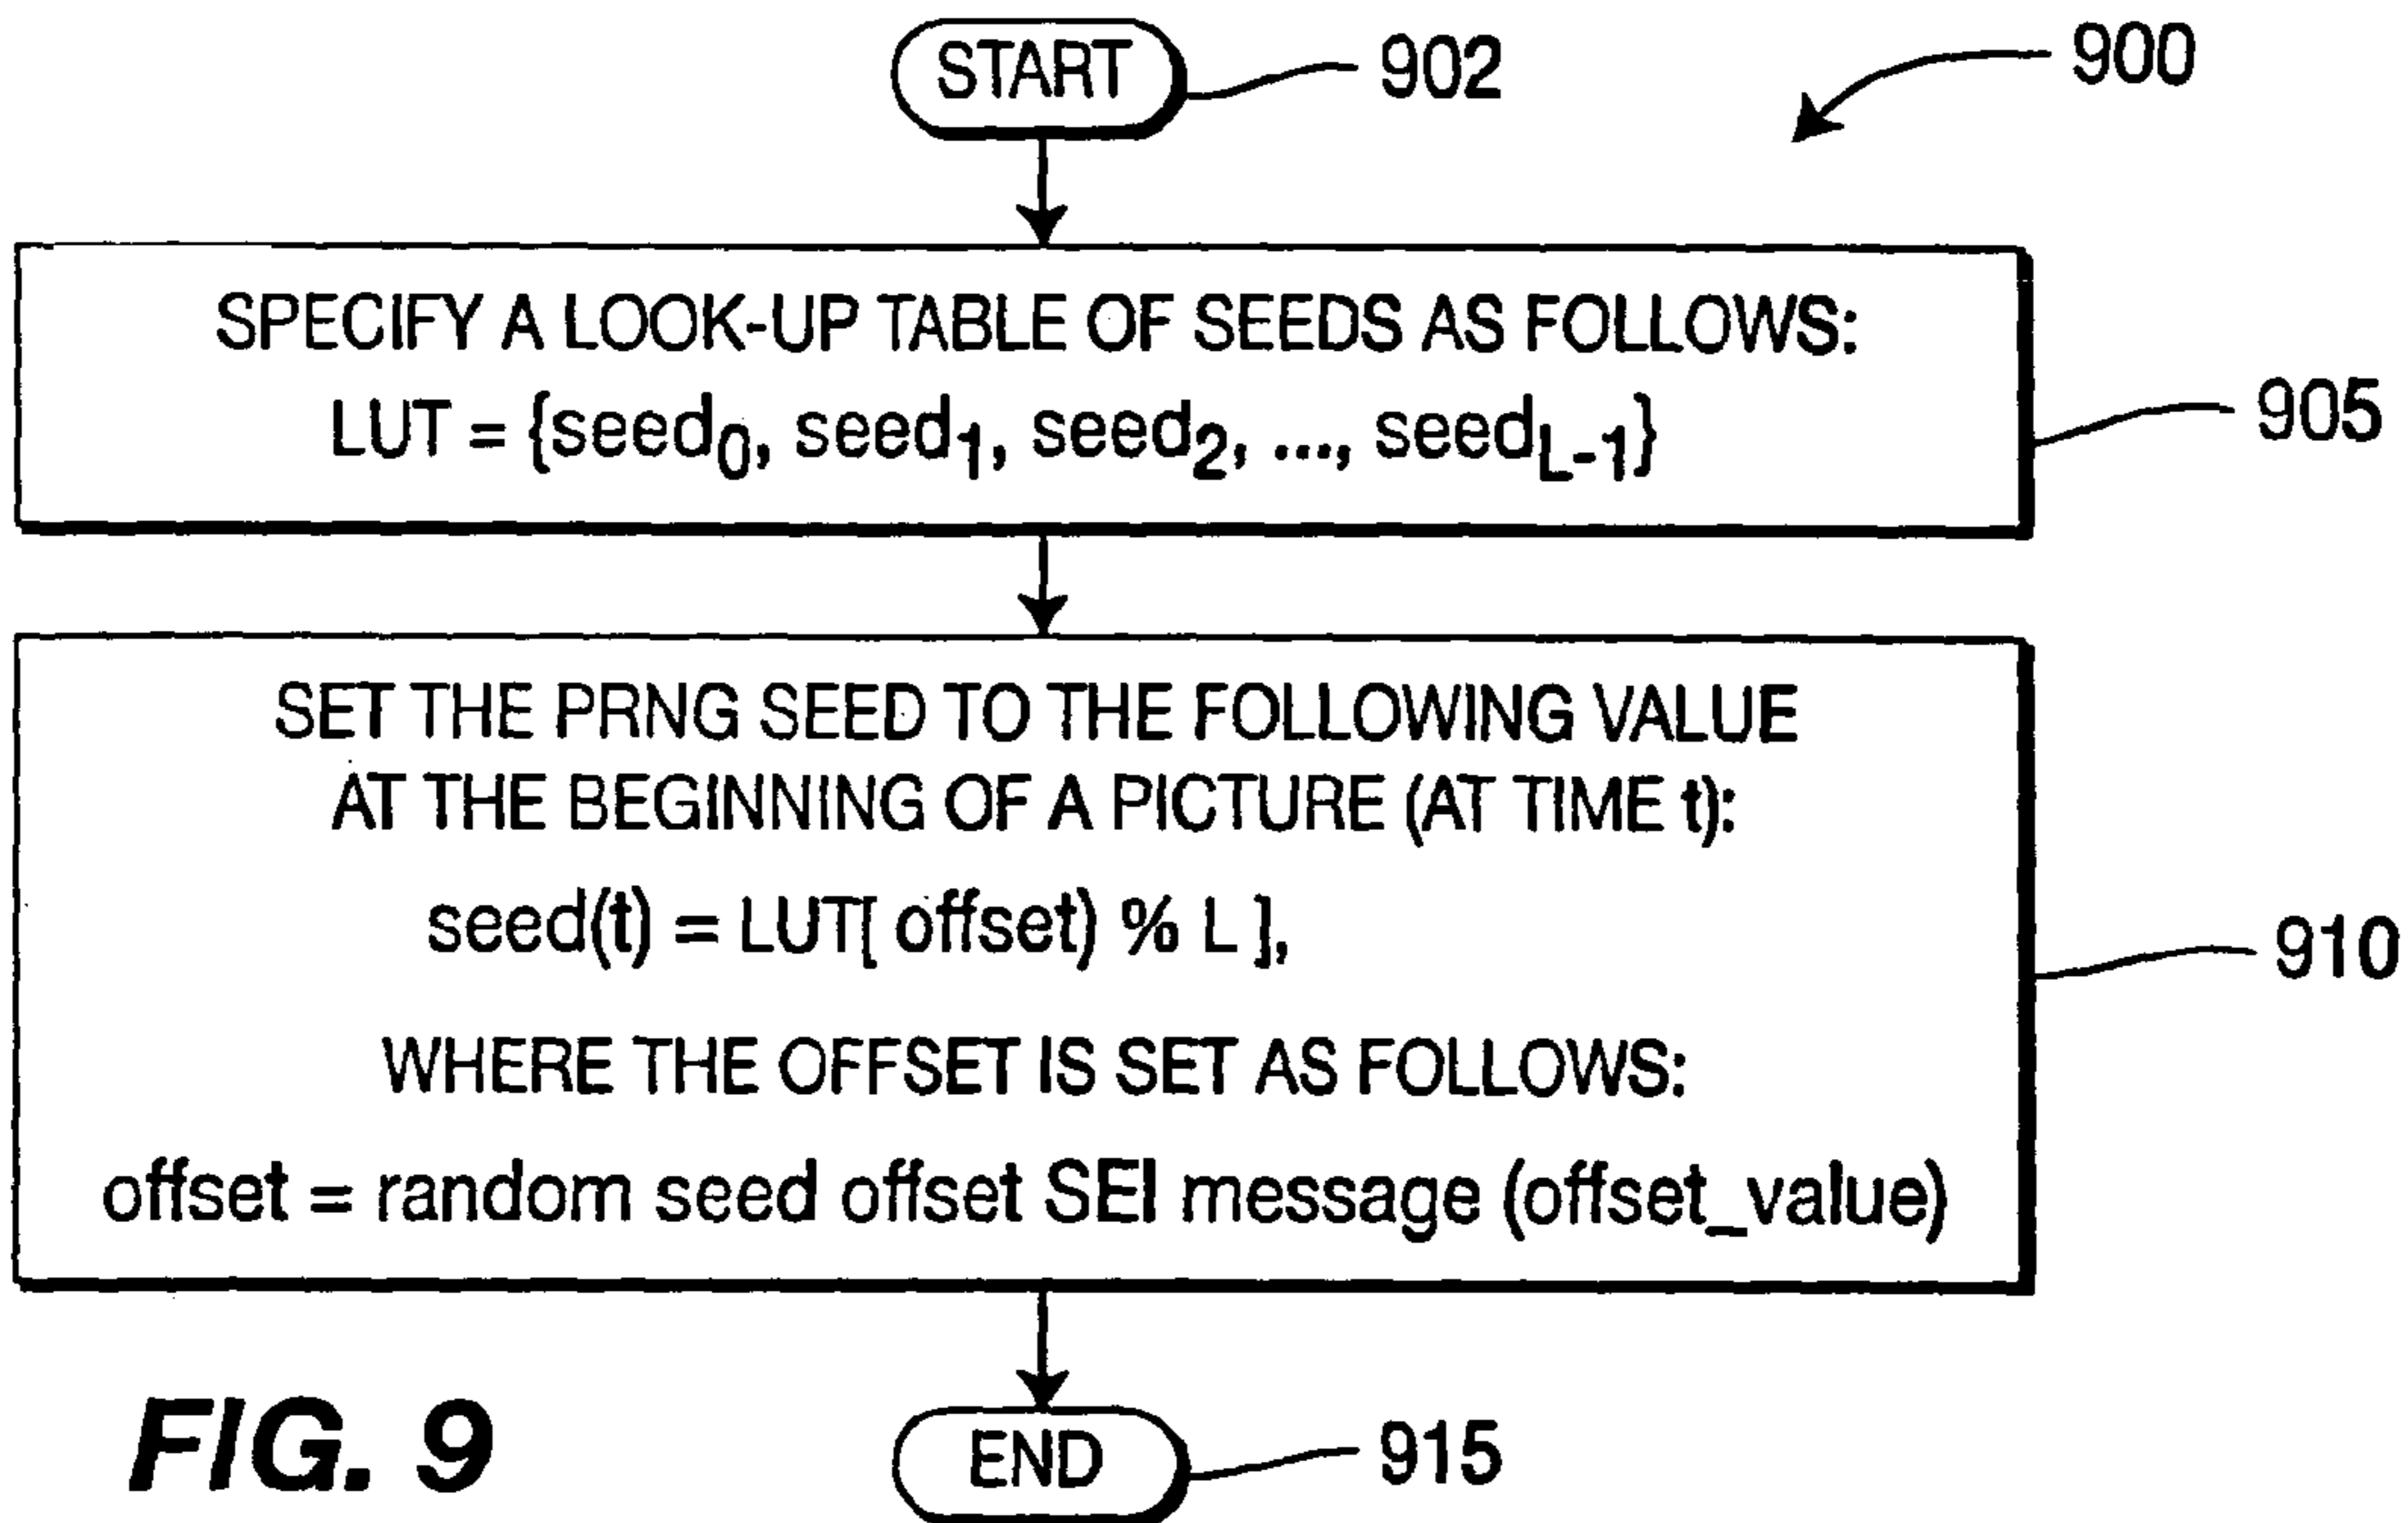 START
902
900
SPECIFY A LOOK-UP TABLE OF SEEDS AS FOLLOWS:
LUT = {seed0, seed1, seed2, ..., seedL-1}
905
SET THE PRNG SEED TO THE FOLLOWING VALUE
AT THE BEGINNING OF A PICTURE (AT TIME t):
seed(t) = LUT[ offset) % L ],
910
WHERE THE OFFSET IS SET AS FOLLOWS:
offset = random seed offset SEI message (offset_value)
END
915
FIG. 9